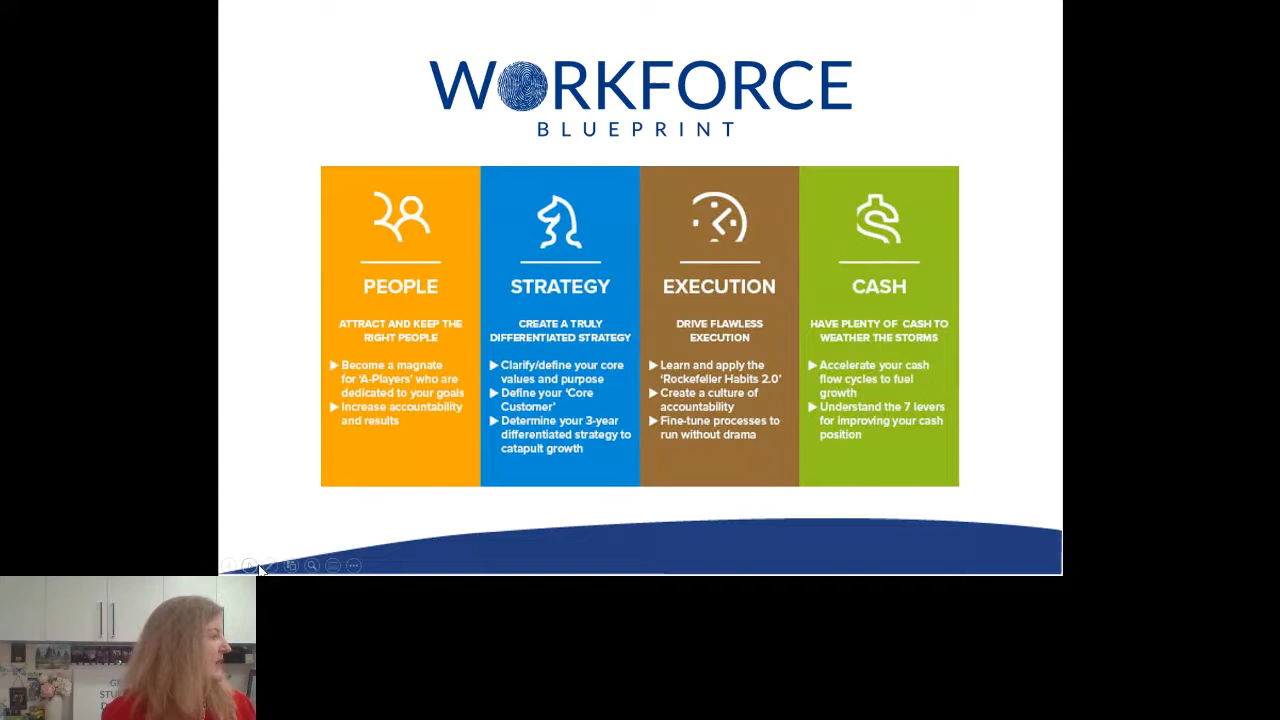 WORKFORCE
BLUEPRINT
PEOPLE
ATTRACT AND KEEP THE
RIGHT PEOPLE
Become a magnate
for 'A-Players' who are
dedicated to your goals
Increase accountability
and results
STRATEGY
CREATE A TRULY
DIFFERENTIATED STRATEGY
Clarify/define your core
values and purpose
Define your 'Core
Customer'
Determine your 3-year
differentiated strategy to
catapult growth
EXECUTION
DRIVE FLAWLESS
EXECUTION
Learn and apply the
'Rockefeller Habits 2.0'
Create a culture of
accountability
Fine-tune processes to
run without drama
CASH
HAVE PLENTY OF CASH TO
WEATHER THE STORMS
Accelerate your cash
flow cycles to fuel
growth
Understand the 7 levers
for improving your cash
position